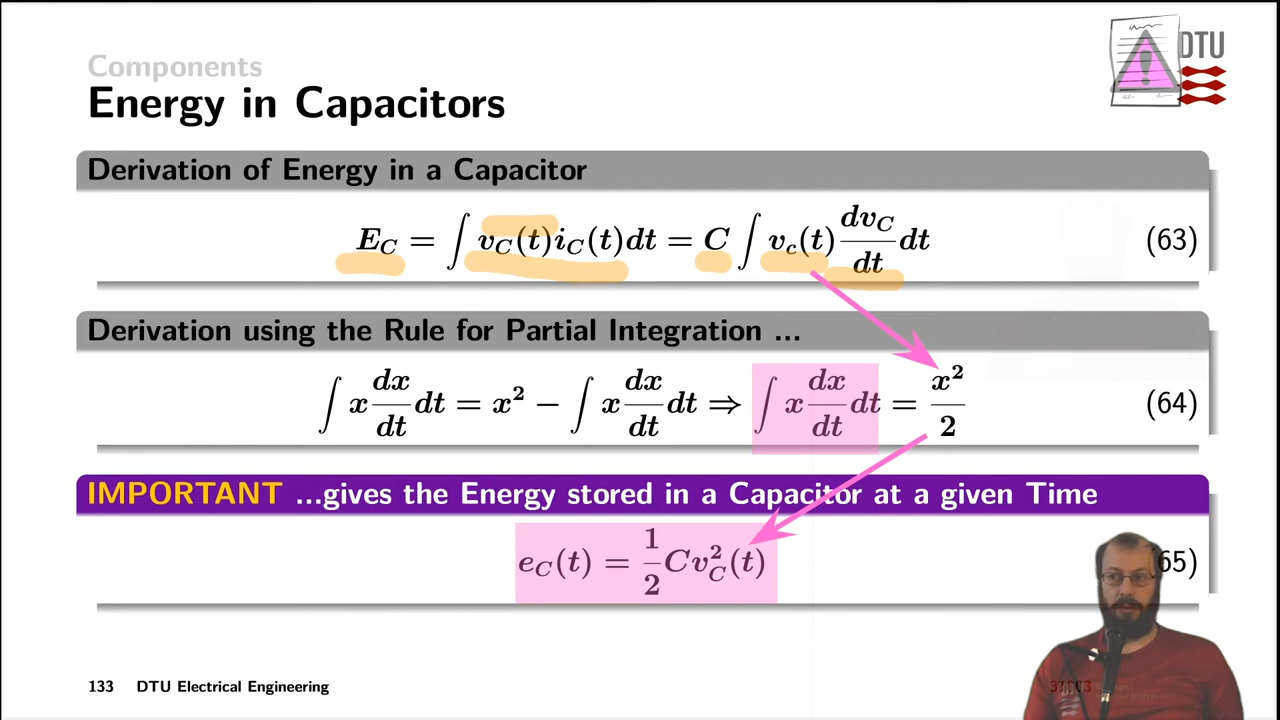 Components
DTU
Energy in Capacitors
Derivation of Energy in a Capacitor
E_C = ∫ v_C(t)i_C(t)dt = C ∫ v_c(t) dv_C/dt dt (63)
Derivation using the Rule for Partial Integration ...
∫ x dx/dt dt = x² − ∫ x dx/dt dt ⇒ ∫ x dx/dt dt = x²/2 (64)
IMPORTANT ...gives the Energy stored in a Capacitor at a given Time
e_C(t) = 1/2 Cv_C²(t) (65)
133 DTU Electrical Engineering